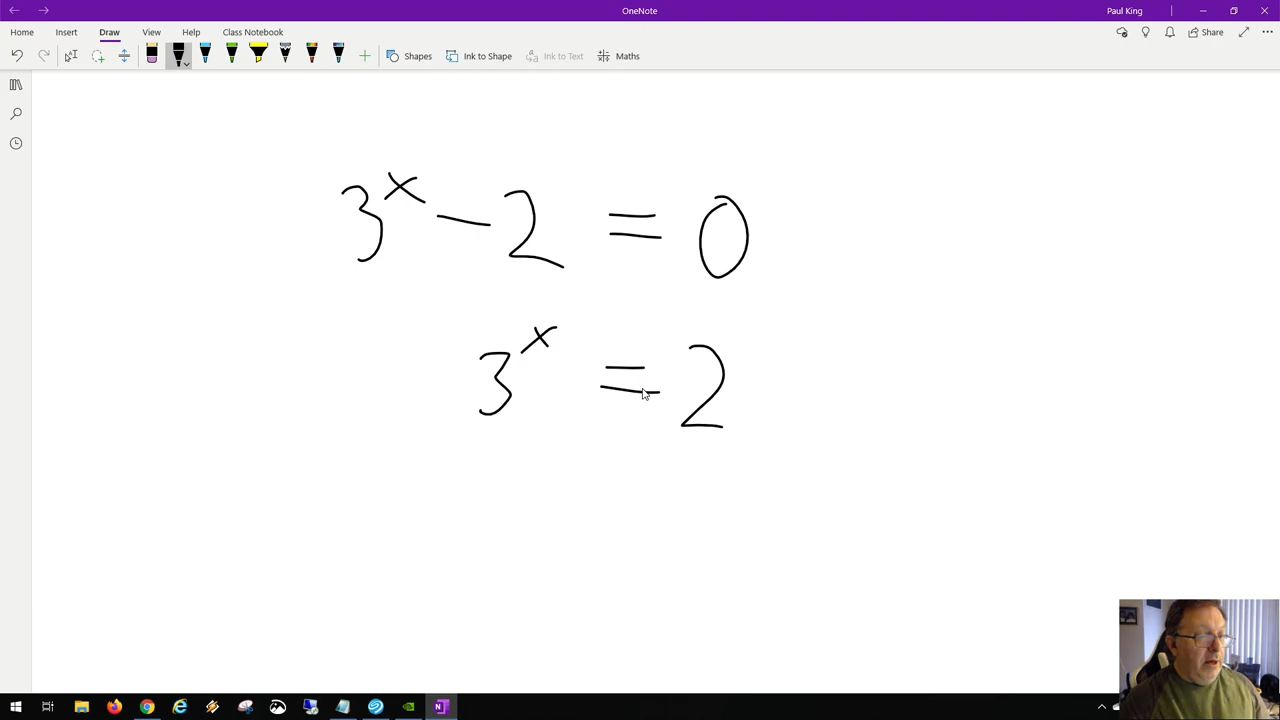 OneNote
Paul King
Home Insert Draw View Help Class Notebook Share
Shapes Ink to Shape Ink to Text Maths
3^x - 2 = 0
3^x = 2